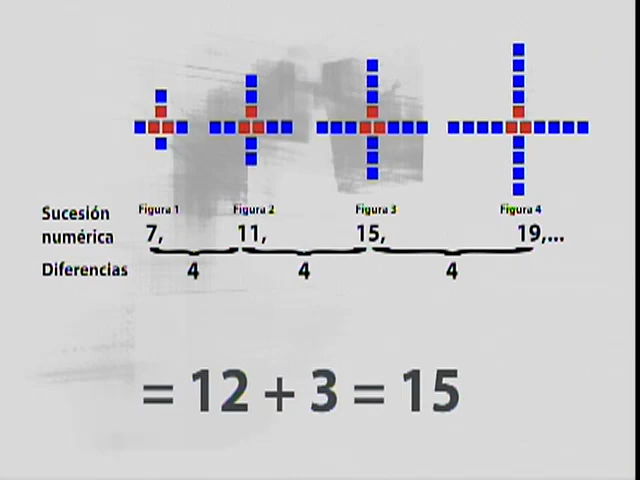 Figura 1 Figura 2 Figura 3 Figura 4
Sucesión
numérica 7, 11, 15, 19,...
Diferencias 4 4 4
= 12 + 3 = 15